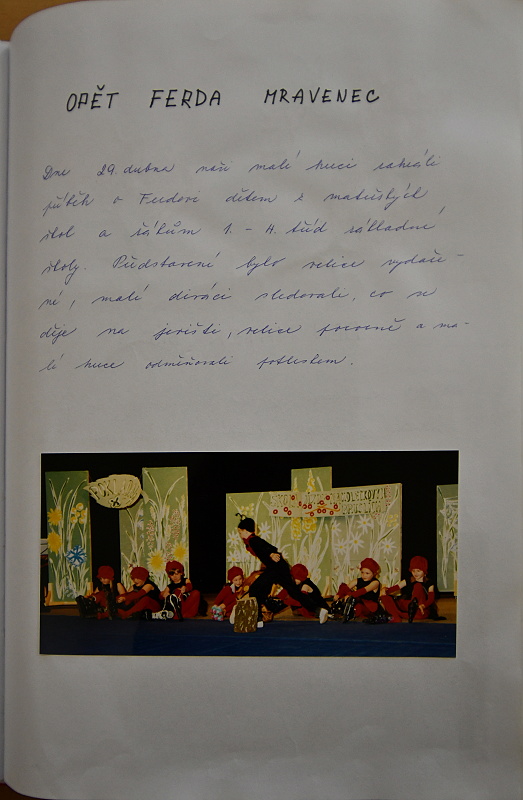 OPĚT FERDA MRAVENEC
Dne 29. dubna naši malí herci zahráli
příběh o Ferdovi dětem z mateřských
škol a žákům 1. - 4. tříd základní
školy. Představení bylo velice vydaře-
né, malí diváci sledovali, co se
děje na jevišti, velice pozorně a ma-
lé herce odměňovali potleskem.